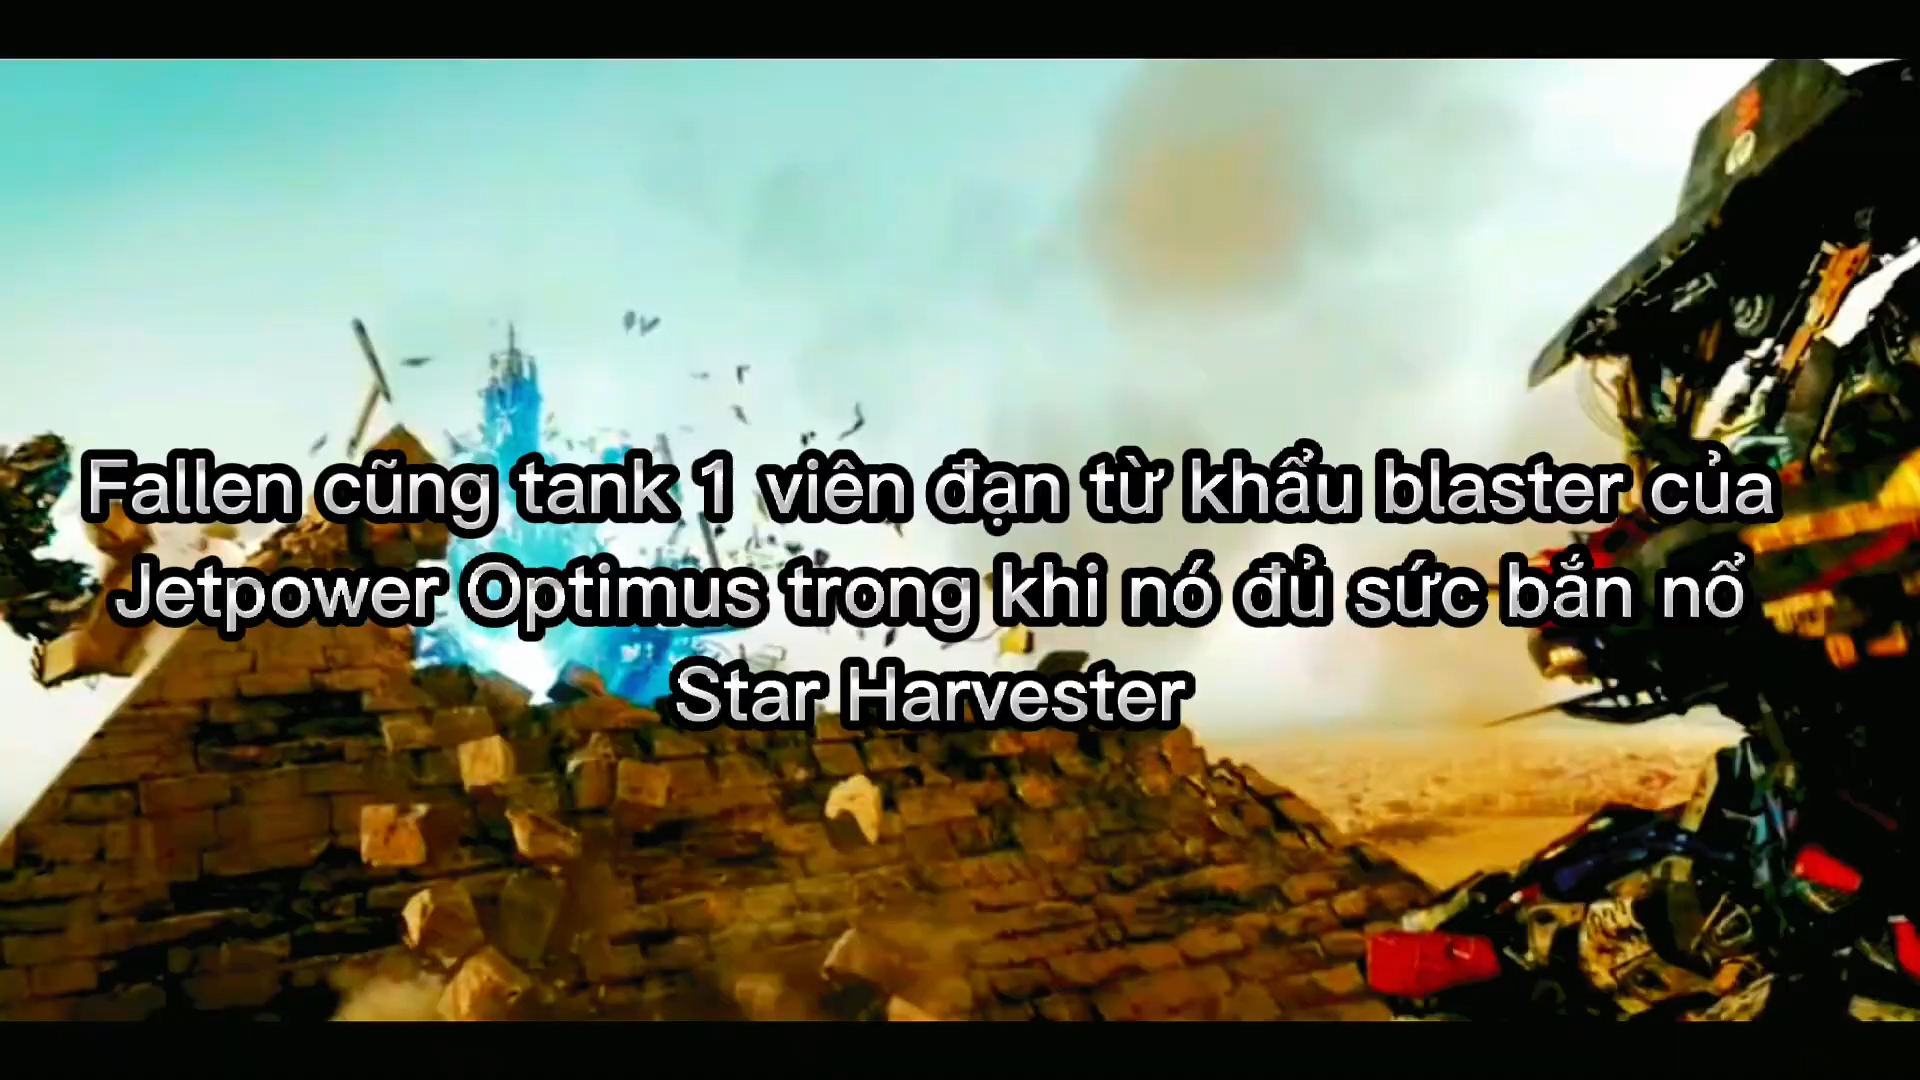 Fallen cũng tank 1 viên đạn từ khẩu blaster của
Jetpower Optimus trong khi nó đủ sức bắn nổ
Star Harvester